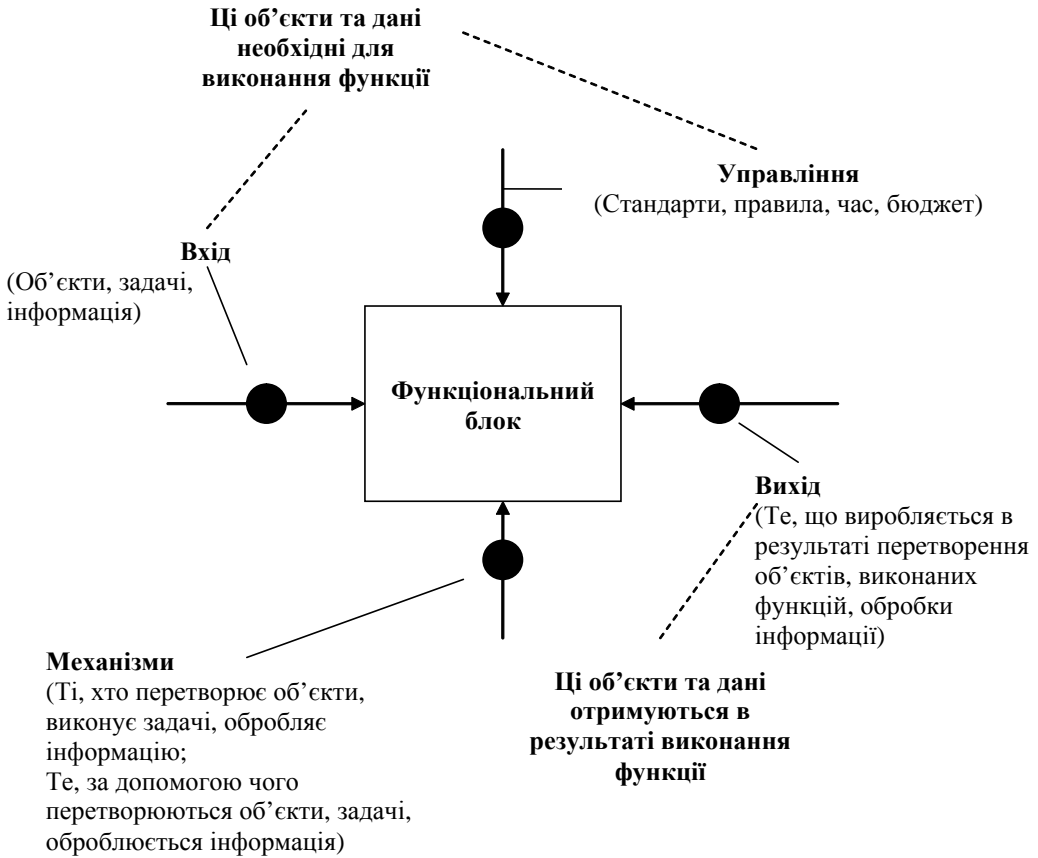 Ці об’єкти та дані
необхідні для
виконання функції
Управління
(Стандарти, правила, час, бюджет)
Вхід
(Об’єкти, задачі,
інформація)
Функціональний
блок
Вихід
(Те, що виробляється в
результаті перетворення
об’єктів, виконаних
функцій, обробки
інформації)
Механізми
(Ті, хто перетворює об’єкти,
виконує задачі, обробляє
інформацію;
Те, за допомогою чого
перетворюються об’єкти, задачі,
оброблюється інформація)
Ці об’єкти та дані
отримуються в
результаті виконання
функції